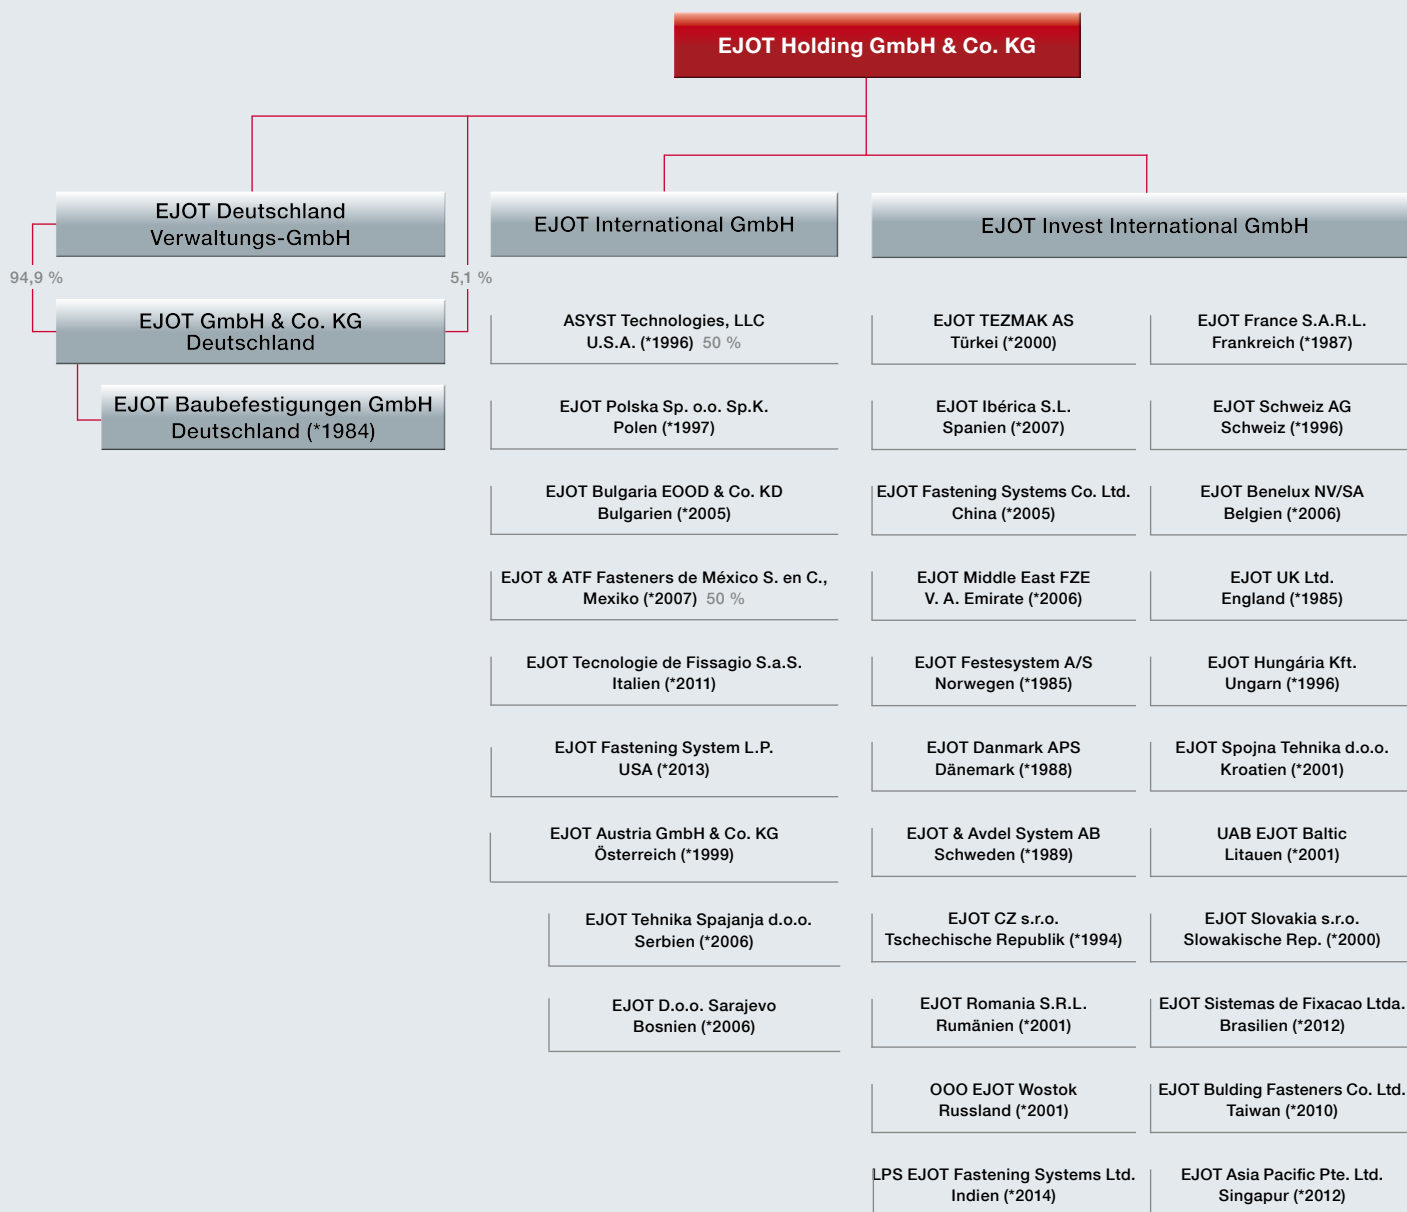 EJOT Holding GmbH & Co. KG
EJOT Deutschland
Verwaltungs-GmbH
94,9 %
5,1 %
EJOT GmbH & Co. KG
Deutschland
EJOT Baubefestigungen GmbH
Deutschland (*1984)
EJOT International GmbH
ASYST Technologies, LLC
U.S.A. (*1996) 50 %
EJOT Polska Sp. o.o. Sp.K.
Polen (*1997)
EJOT Bulgaria EOOD & Co. KD
Bulgarien (*2005)
EJOT & ATF Fasteners de México S. en C.,
Mexiko (*2007) 50 %
EJOT Tecnologie de Fissagio S.a.S.
Italien (*2011)
EJOT Fastening System L.P.
USA (*2013)
EJOT Austria GmbH & Co. KG
Österreich (*1999)
EJOT Tehnika Spajanja d.o.o.
Serbien (*2006)
EJOT D.o.o. Sarajevo
Bosnien (*2006)
EJOT Invest International GmbH
EJOT TEZMAK AS
Türkei (*2000)
EJOT Ibérica S.L.
Spanien (*2007)
EJOT Fastening Systems Co. Ltd.
China (*2005)
EJOT Middle East FZE
V. A. Emirate (*2006)
EJOT Festesystem A/S
Norwegen (*1985)
EJOT Danmark APS
Dänemark (*1988)
EJOT & Avdel System AB
Schweden (*1989)
EJOT CZ s.r.o.
Tschechische Republik (*1994)
EJOT Romania S.R.L.
Rumänien (*2001)
OOO EJOT Wostok
Russland (*2001)
LPS EJOT Fastening Systems Ltd.
Indien (*2014)
EJOT France S.A.R.L.
Frankreich (*1987)
EJOT Schweiz AG
Schweiz (*1996)
EJOT Benelux NV/SA
Belgien (*2006)
EJOT UK Ltd.
England (*1985)
EJOT Hungária Kft.
Ungarn (*1996)
EJOT Spojna Tehnika d.o.o.
Kroatien (*2001)
UAB EJOT Baltic
Litauen (*2001)
EJOT Slovakia s.r.o.
Slowakische Rep. (*2000)
EJOT Sistemas de Fixacao Ltda.
Brasilien (*2012)
EJOT Bulding Fasteners Co. Ltd.
Taiwan (*2010)
EJOT Asia Pacific Pte. Ltd.
Singapur (*2012)